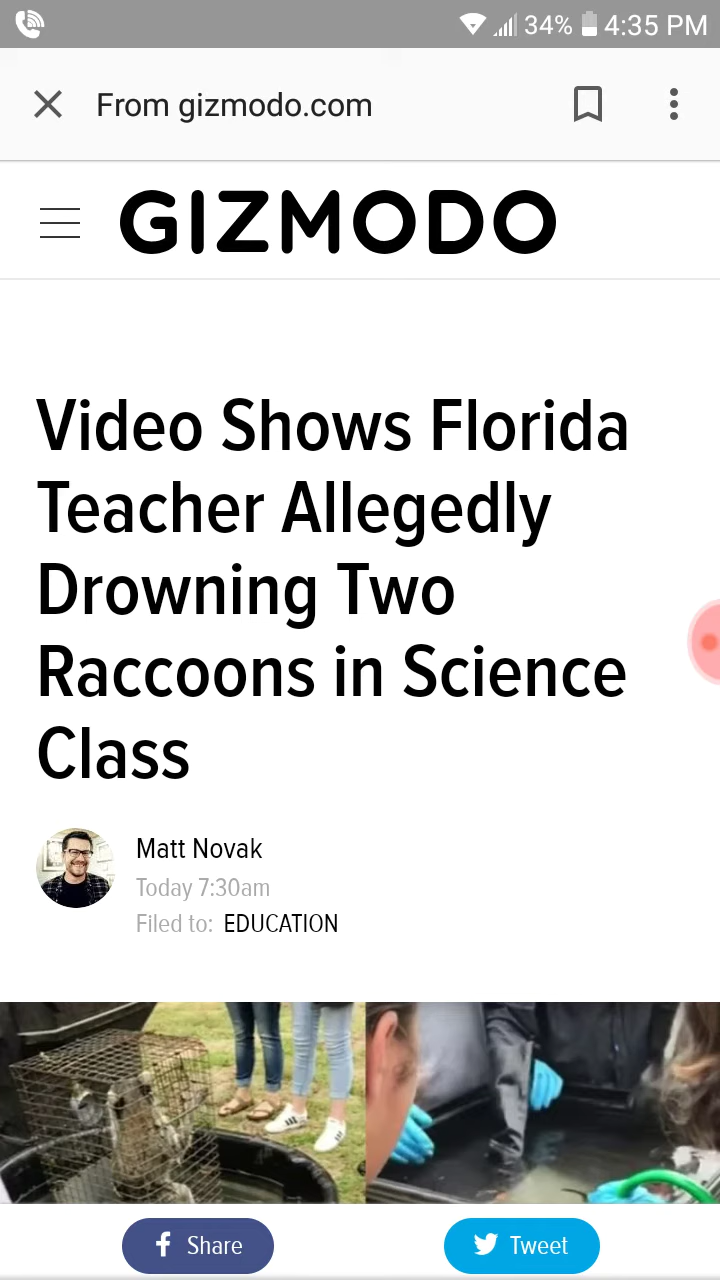 34% 4:35 PM
From gizmodo.com
GIZMODO
Video Shows Florida
Teacher Allegedly
Drowning Two
Raccoons in Science
Class
Matt Novak
Today 7:30am
Filed to: EDUCATION
Share Tweet